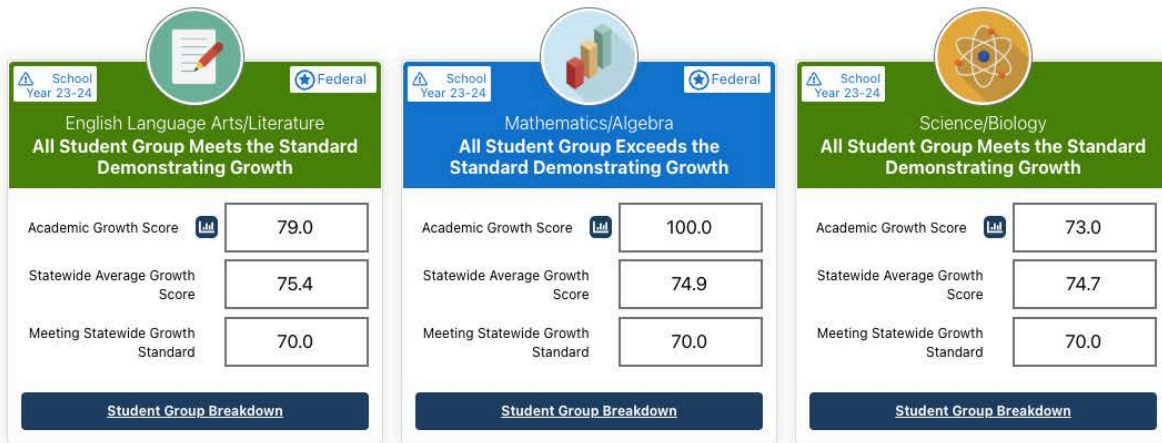 School
Year 23-24
Federal
English Language Arts/Literature
All Student Group Meets the Standard
Demonstrating Growth
Academic Growth Score
79.0
Statewide Average Growth
Score
75.4
Meeting Statewide Growth
Standard
70.0
Student Group Breakdown
School
Year 23-24
Federal
Mathematics/Algebra
All Student Group Exceeds the
Standard Demonstrating Growth
Academic Growth Score
100.0
Statewide Average Growth
Score
74.9
Meeting Statewide Growth
Standard
70.0
Student Group Breakdown
School
Year 23-24
Science/Biology
All Student Group Meets the Standard
Demonstrating Growth
Academic Growth Score
73.0
Statewide Average Growth
Score
74.7
Meeting Statewide Growth
Standard
70.0
Student Group Breakdown